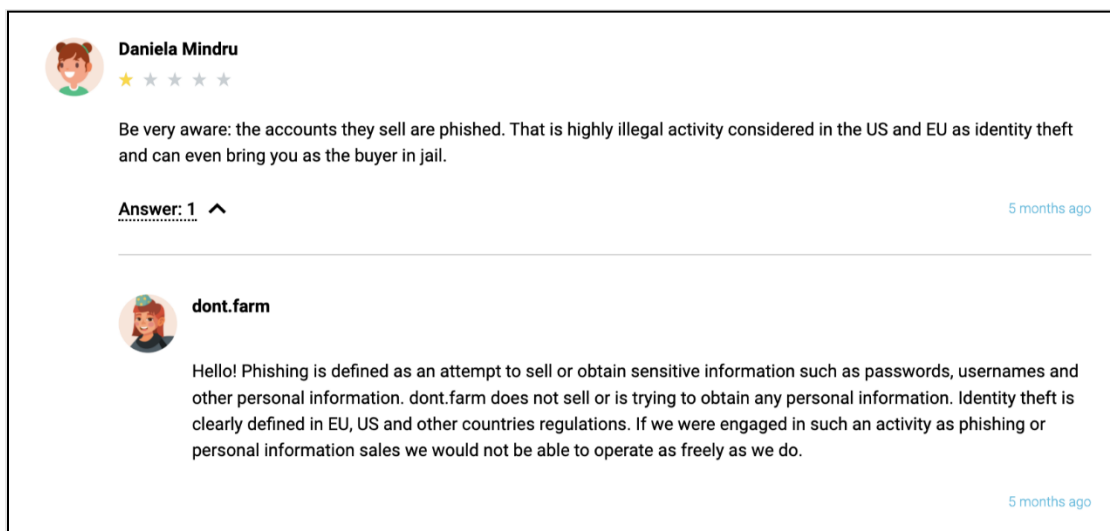 Daniela Mindru
Be very aware: the accounts they sell are phished. That is highly illegal activity considered in the US and EU as identity theft
and can even bring you as the buyer in jail.
Answer: 1
5 months ago
dont.farm
Hello! Phishing is defined as an attempt to sell or obtain sensitive information such as passwords, usernames and
other personal information. dont.farm does not sell or is trying to obtain any personal information. Identity theft is
clearly defined in EU, US and other countries regulations. If we were engaged in such an activity as phishing or
personal information sales we would not be able to operate as freely as we do.
5 months ago